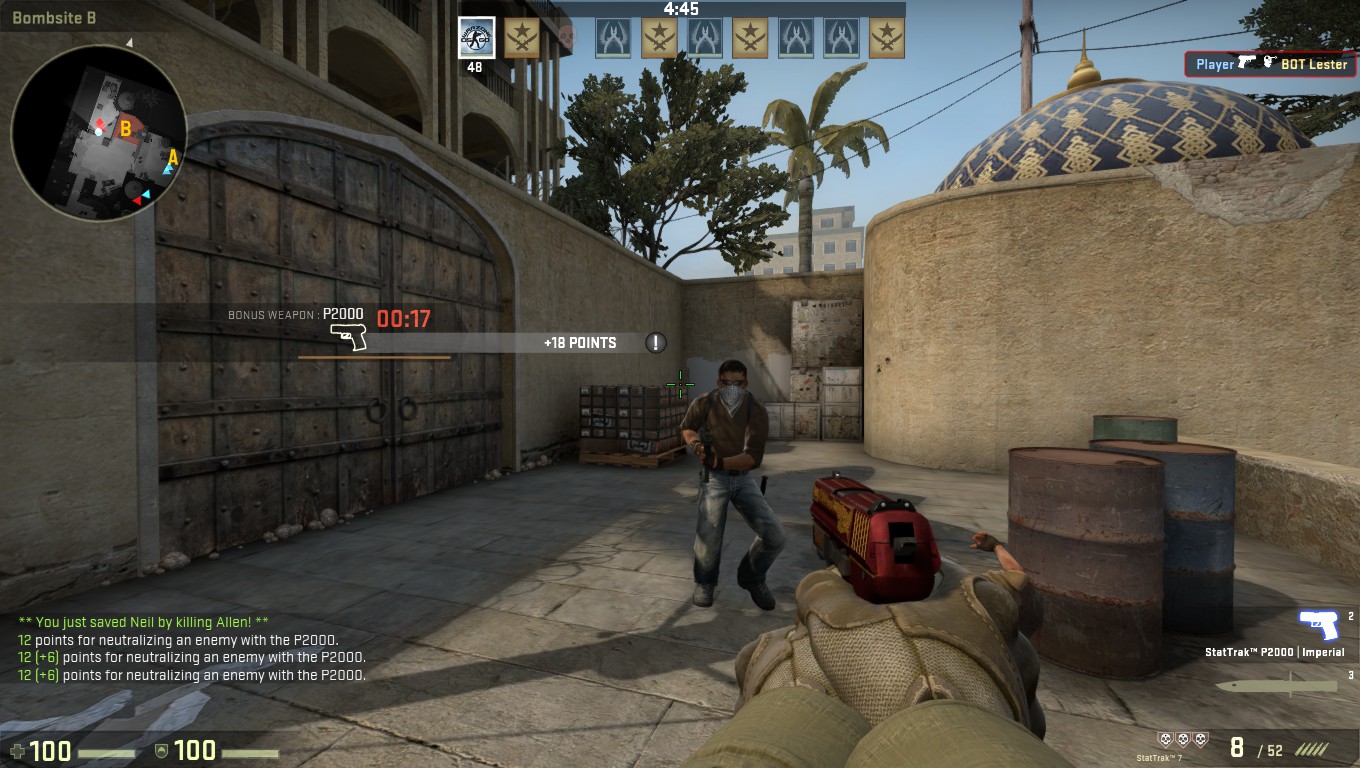 Bombsite B
4:45
48
Player BOT Lester
B
A
BONUS WEAPON : P2000 00:17
+18 POINTS !
** You just saved Neil by killing Allen! **
12 points for neutralizing an enemy with the P2000.
12 (+6) points for neutralizing an enemy with the P2000.
12 (+6) points for neutralizing an enemy with the P2000.
2
StatTrak™ P2000 | Imperial
3
100 100
8 / 52
StatTrak™ 7